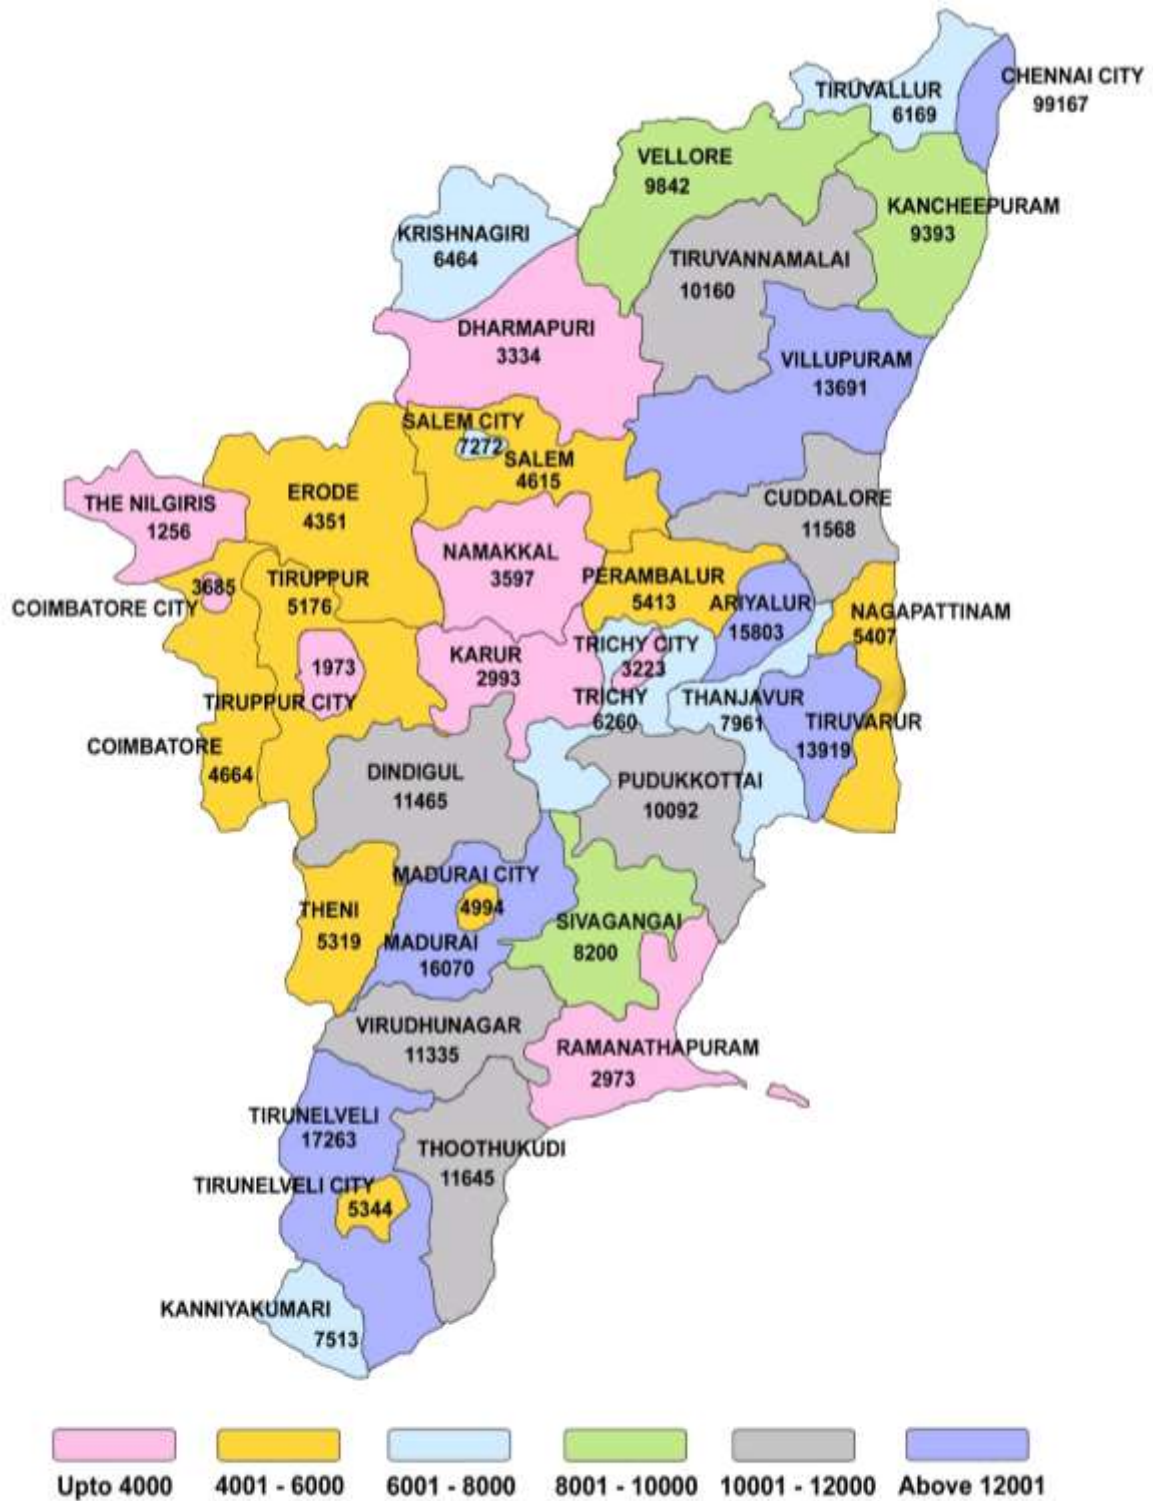 TIRUVALLUR
6169
CHENNAI CITY
99167
VELLORE
9842
KANCHEEPURAM
9393
KRISHNAGIRI
6464
TIRUVANNAMALAI
10160
DHARMAPURI
3334
VILLUPURAM
13691
SALEM CITY
7272
SALEM
4615
ERODE
4351
THE NILGIRIS
1256
CUDDALORE
11568
NAMAKKAL
3597
PERAMBALUR
5413
ARIYALUR
15803
NAGAPATTINAM
5407
3685
COIMBATORE CITY
TIRUPPUR
5176
1973
TIRUPPUR CITY
KARUR
2993
TRICHY CITY
3223
TRICHY
6260
THANJAVUR
7961
TIRUVARUR
13919
COIMBATORE
4664
DINDIGUL
11465
PUDUKKOTTAI
10092
MADURAI CITY
4994
THENI
5319
MADURAI
16070
SIVAGANGAI
8200
VIRUDHUNAGAR
11335
RAMANATHAPURAM
2973
TIRUNELVELI
17263
THOOTHUKUDI
11645
TIRUNELVELI CITY
5344
KANNIYAKUMARI
7513
Upto 4000
4001 - 6000
6001 - 8000
8001 - 10000
10001 - 12000
Above 12001